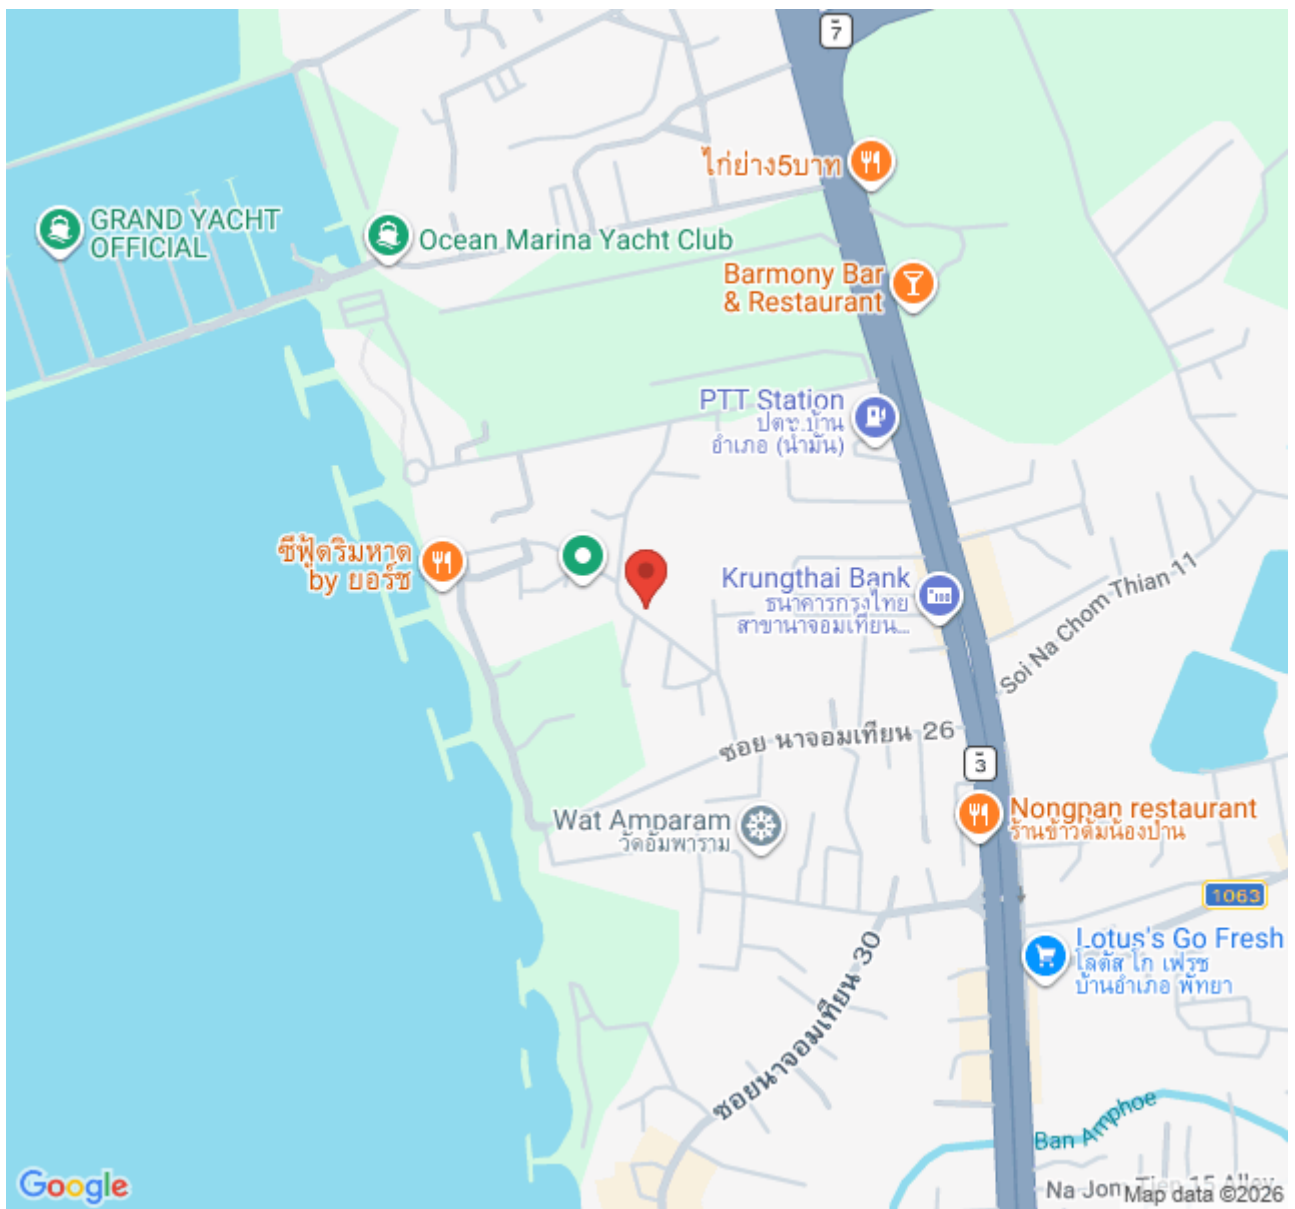 7
ไก่ย่าง5บาท
GRAND YACHT
OFFICIAL
Ocean Marina Yacht Club
Barmony Bar
& Restaurant
PTT Station
ปตท.บ้าน
อำเภอ (น้ำมัน)
ซีฟู้ดริมหาด
by ยอร์ช
Krungthai Bank
ธนาคารกรุงไทย
สาขานาจอมเทียน...
Soi Na Chom Thian 11
ซอย นาจอมเทียน 26
3
Nongpan restaurant
ร้านข้าวต้มน้องป่าน
Wat Amparam
วัดอัมพาราม
1063
Lotus's Go Fresh
โลตัส โก เฟรช
บ้านอำเภอ พัทยา
ซอยนาจอมเทียน 30
Ban Amphoe
Na Jom Tien 15 Alley
Google
Map data ©2026